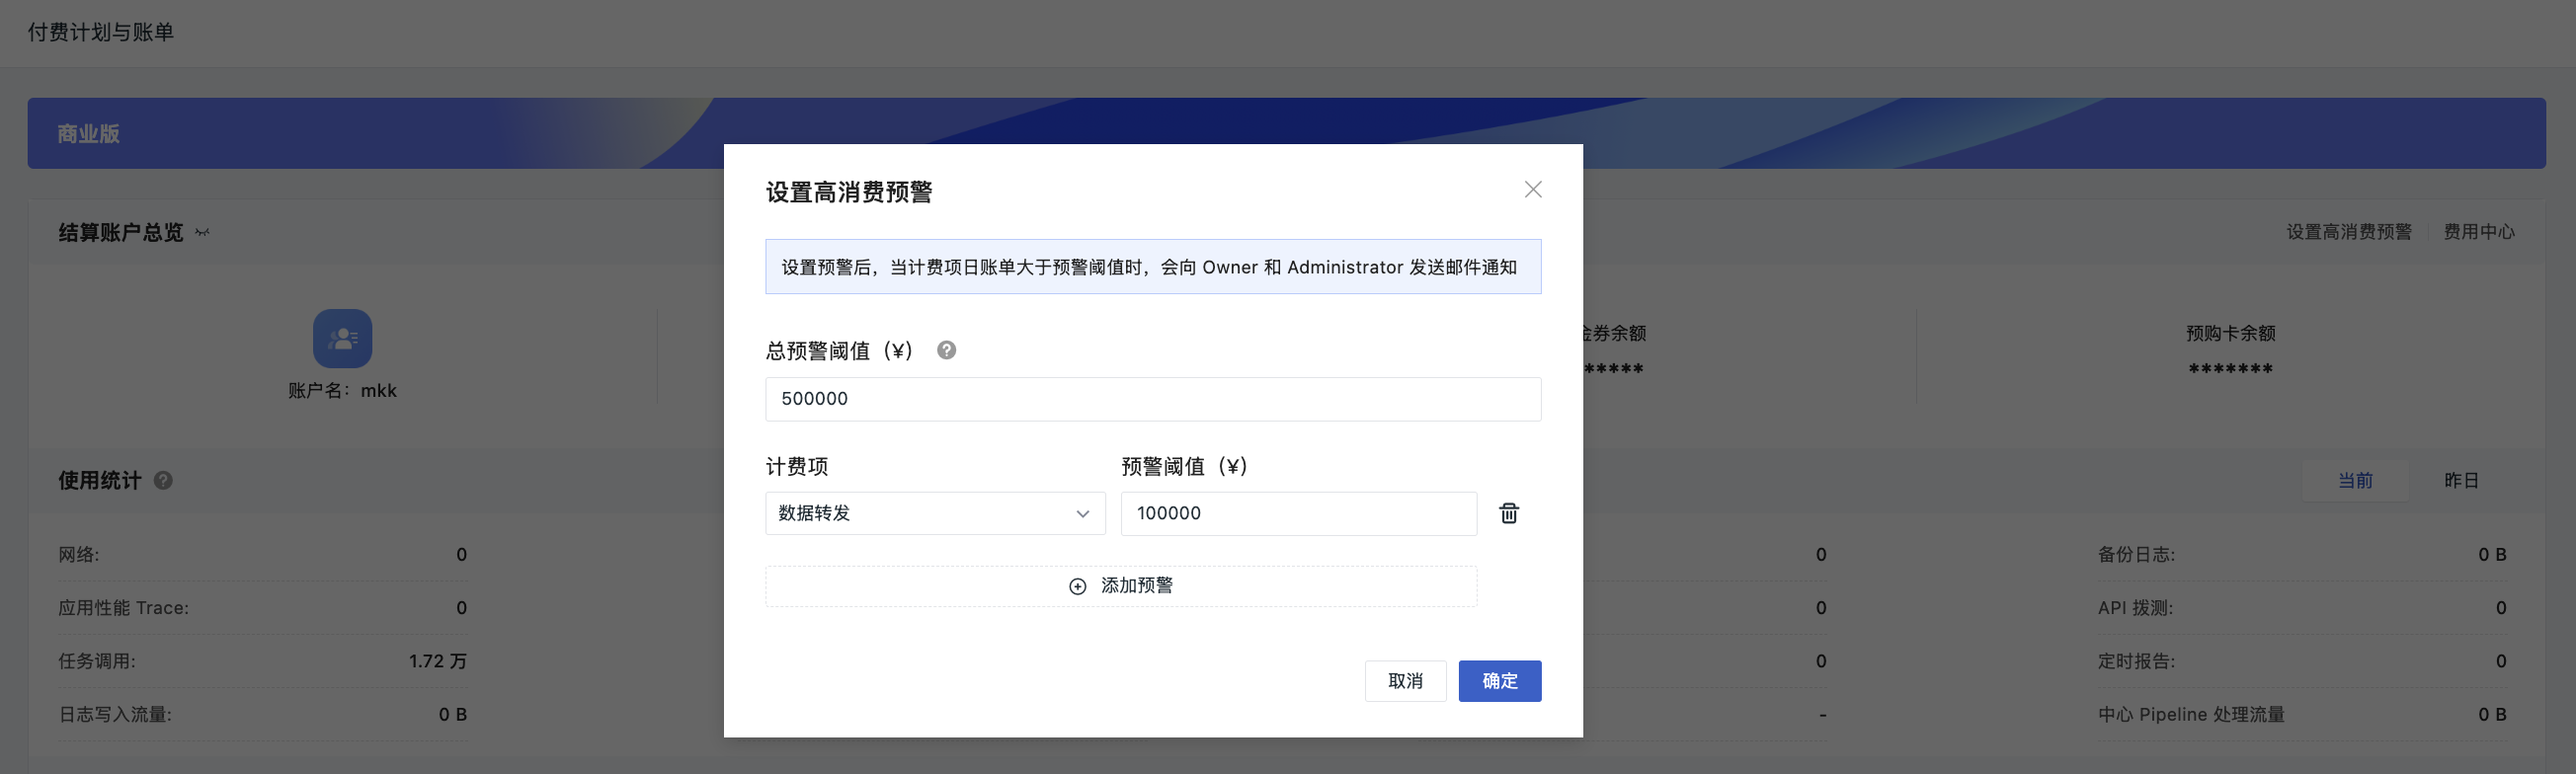 付费计划与账单
商业版
结算账户总览
设置高消费预警 费用中心
账户名：mkk
金券余额
*****
预购卡余额
*******
使用统计
当前 昨日
网络: 0
应用性能 Trace: 0
任务调用: 1.72 万
日志写入流量: 0 B
0
0
0
-
备份日志: 0 B
API 拨测: 0
定时报告: 0
中心 Pipeline 处理流量 0 B
设置高消费预警
设置预警后，当计费项日账单大于预警阈值时，会向 Owner 和 Administrator 发送邮件通知
总预警阈值（¥）
500000
计费项 预警阈值（¥）
数据转发 100000
添加预警
取消 确定